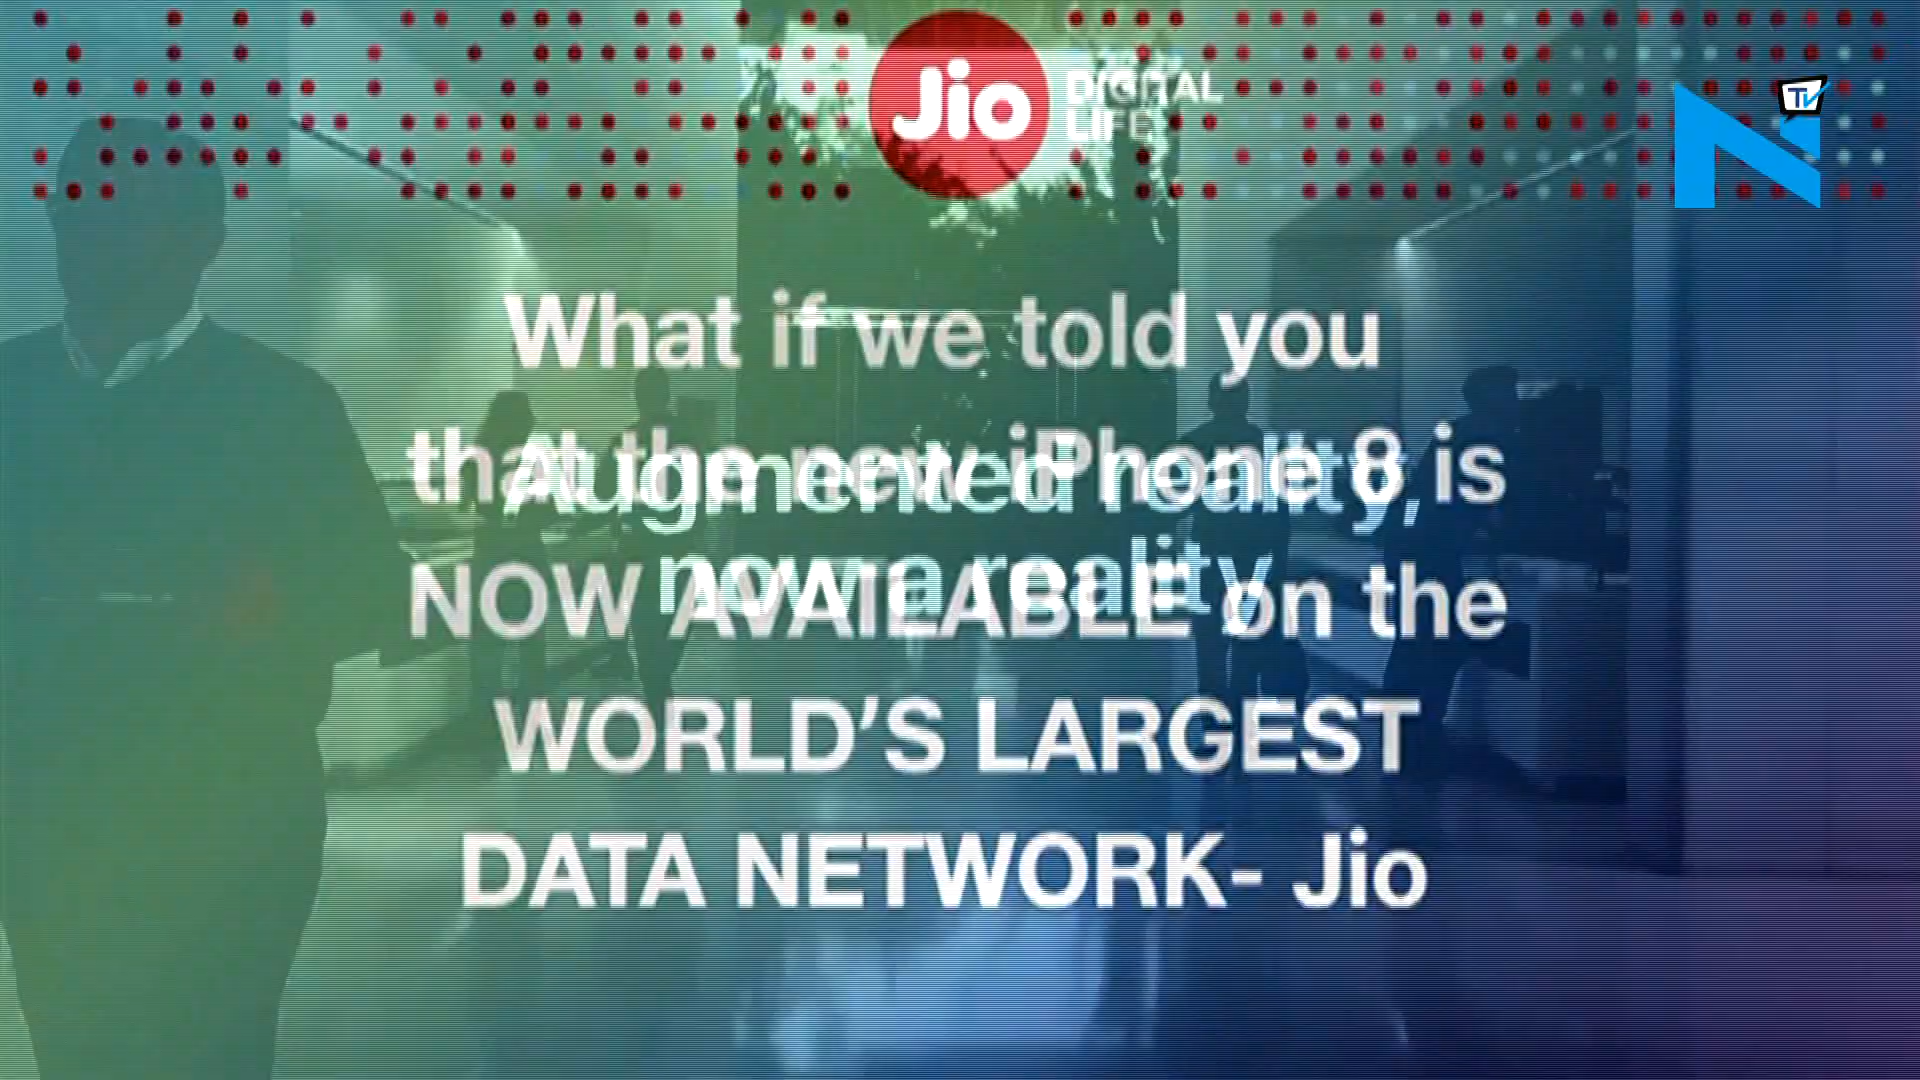 Jio
DIGITAL
LIFE
TV
What if we told you
that the new iPhone 8 is
NOW AVAILABLE on the
WORLD'S LARGEST
DATA NETWORK- Jio
Augmented reality,
now a reality